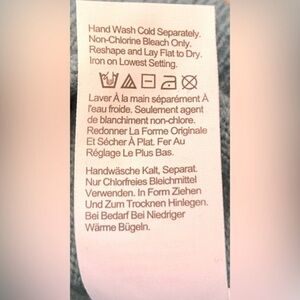 Hand Wash Cold Separately.
Non-Chlorine Bleach Only.
Reshape and Lay Flat to Dry.
Iron on Lowest Setting.
Laver À la main séparément À
l'eau froide. Seulement agent
de blanchiment non-chlore.
Redonner La Forme Originale
Et Sécher À Plat. Fer Au
Réglage Le Plus Bas.
Handwäsche Kalt, Separat.
Nur Chlorfreies Bleichmittel
Verwenden. In Form Ziehen
Und Zum Trocknen Hinlegen.
Bei Bedarf Bei Niedriger
Wärme Bügeln.